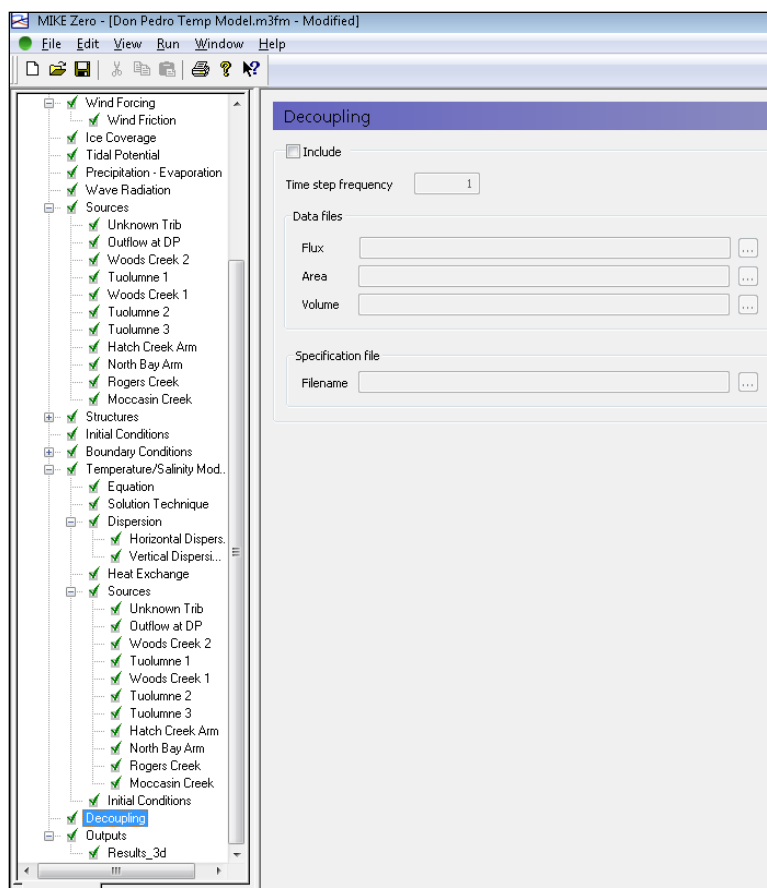 MIKE Zero - [Don Pedro Temp Model.m3fm - Modified]
File Edit View Run Window Help
Wind Forcing
Wind Friction
Ice Coverage
Tidal Potential
Precipitation - Evaporation
Wave Radiation
Sources
Unknown Trib
Outflow at DP
Woods Creek 2
Tuolumne 1
Woods Creek 1
Tuolumne 2
Tuolumne 3
Hatch Creek Arm
North Bay Arm
Rogers Creek
Moccasin Creek
Structures
Initial Conditions
Boundary Conditions
Temperature/Salinity Mod..
Equation
Solution Technique
Dispersion
Horizontal Dispers.
Vertical Dispersi...
Heat Exchange
Sources
Unknown Trib
Outflow at DP
Woods Creek 2
Tuolumne 1
Woods Creek 1
Tuolumne 2
Tuolumne 3
Hatch Creek Arm
North Bay Arm
Rogers Creek
Moccasin Creek
Initial Conditions
Decoupling
Outputs
Results_3d
Decoupling
Include
Time step frequency 1
Data files
Flux ...
Area ...
Volume ...
Specification file
Filename ...